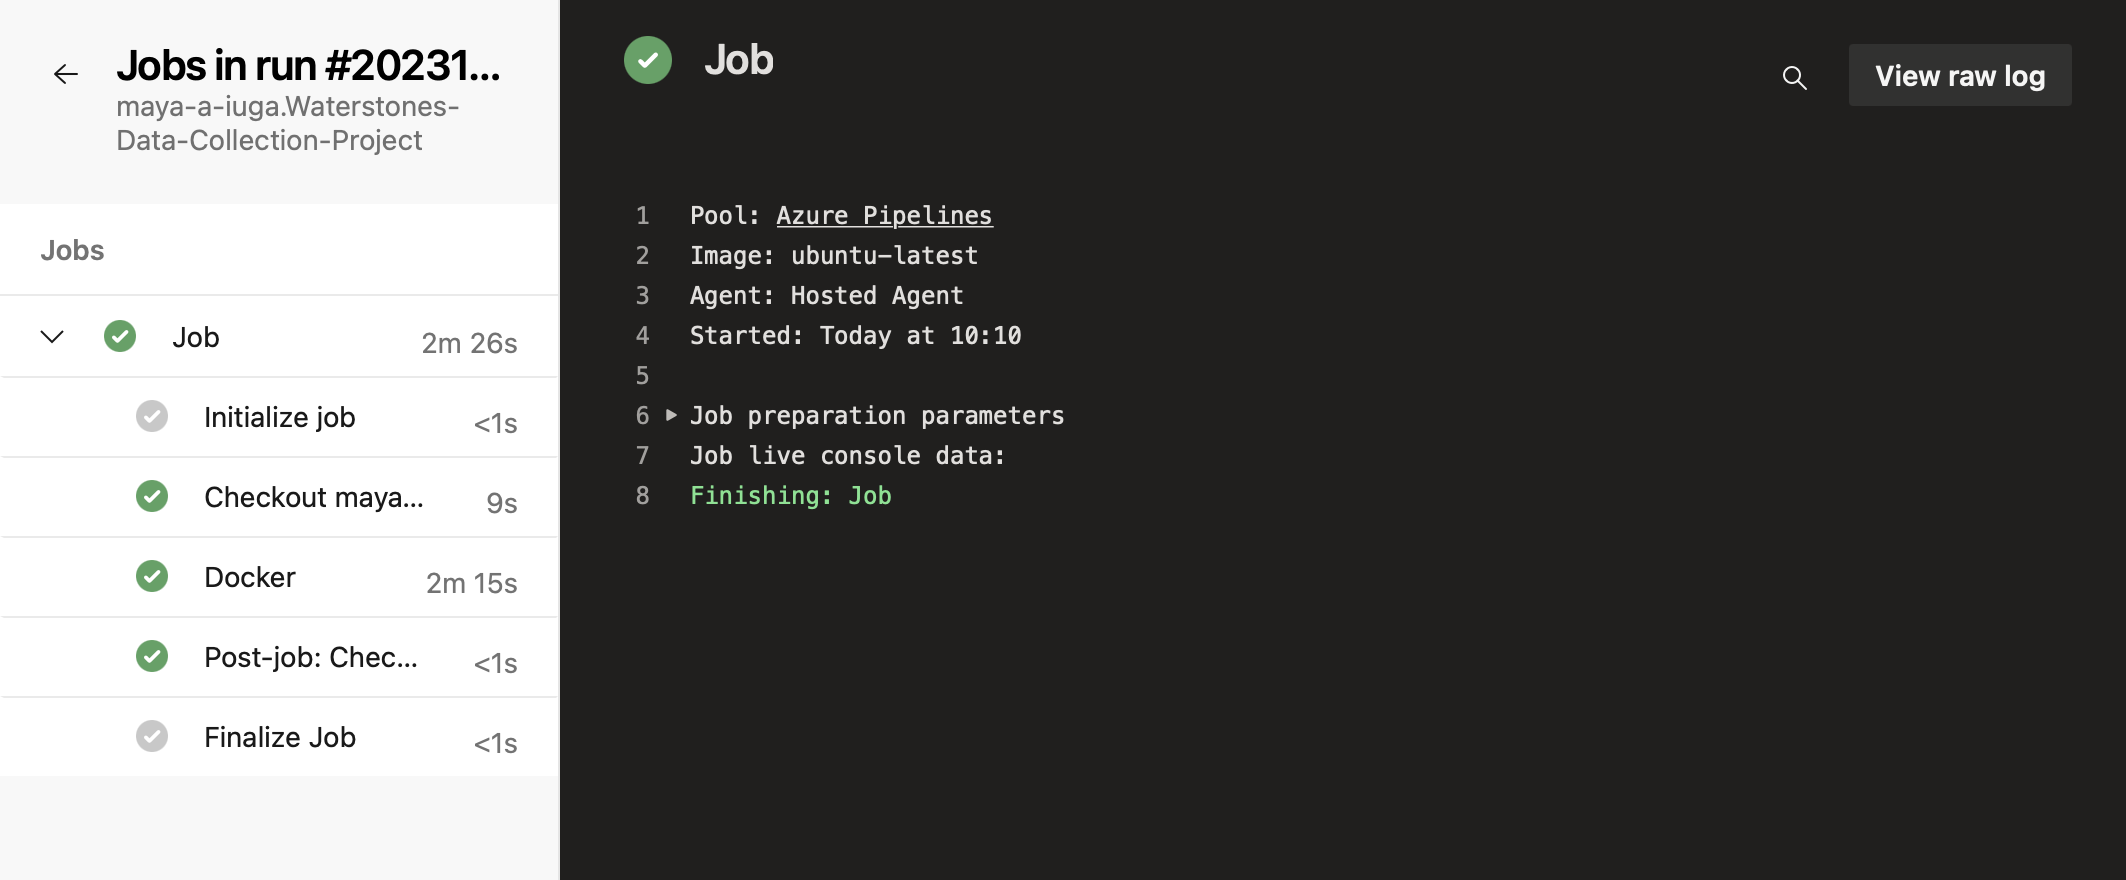 Jobs in run #20231...
maya-a-iuga.Waterstones-
Data-Collection-Project
Jobs
Job 2m 26s
Initialize job <1s
Checkout maya... 9s
Docker 2m 15s
Post-job: Chec... <1s
Finalize Job <1s
Job
View raw log
1 Pool: Azure Pipelines
2 Image: ubuntu-latest
3 Agent: Hosted Agent
4 Started: Today at 10:10
5
6 Job preparation parameters
7 Job live console data:
8 Finishing: Job